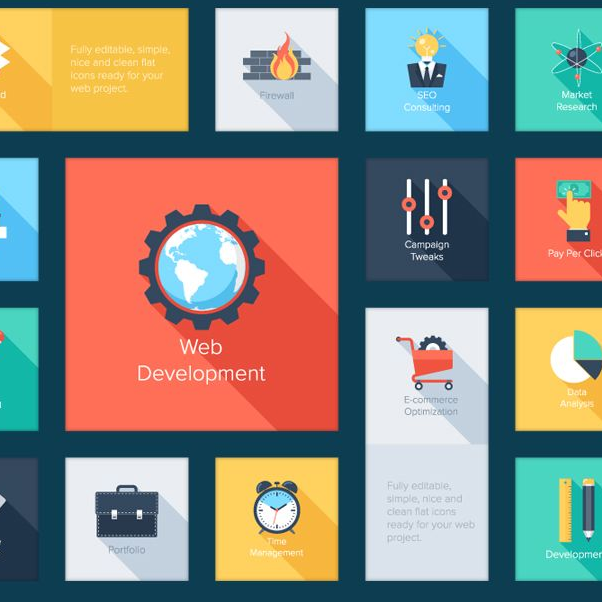 Fully editable, simple,
nice and clean flat
icons ready for your
web project.
Firewall
SEO
Consulting
Market
Research
Web
Development
Campaign
Tweaks
Pay Per Click
E-commerce
Optimization
Data
Analysis
Fully editable,
simple, nice and
clean flat icons
ready for your web
project.
Portfolio
Time
Management
Developmen